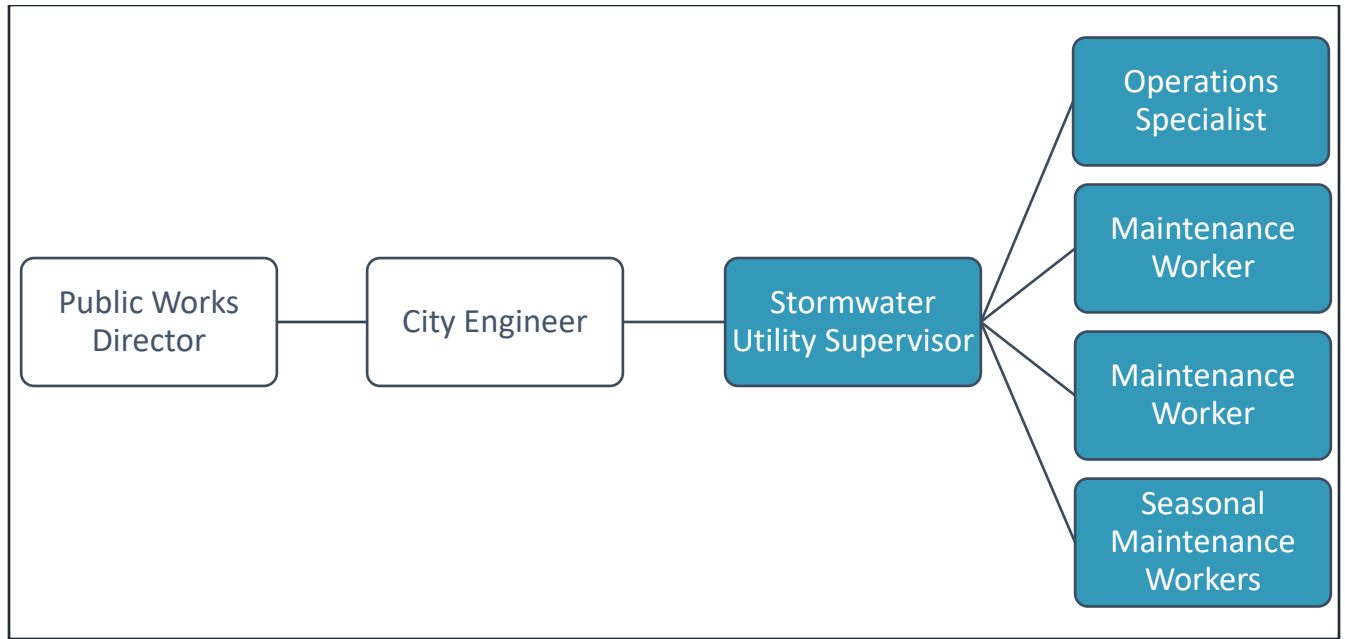 Public Works
Director
City Engineer
Stormwater
Utility Supervisor
Operations
Specialist
Maintenance
Worker
Maintenance
Worker
Seasonal
Maintenance
Workers